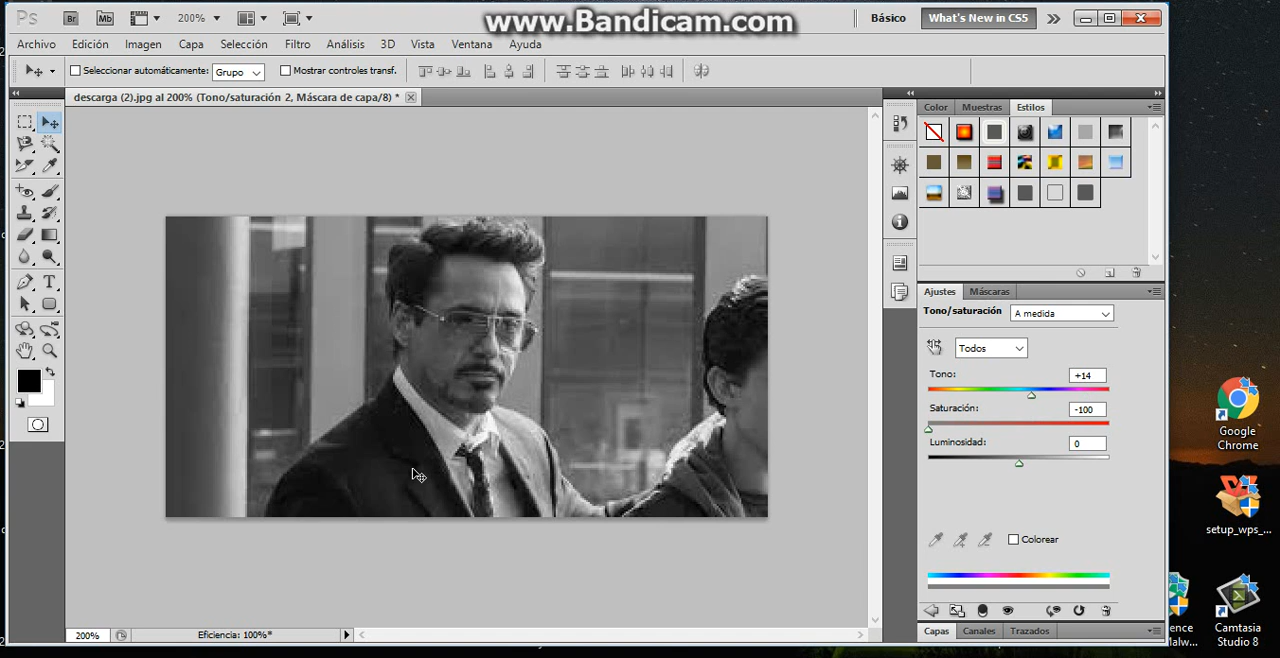 Ps Br Mb 200% www.Bandicam.com Básico What's New in CS5
Archivo Edición Imagen Capa Selección Filtro Análisis 3D Vista Ventana Ayuda
Seleccionar automáticamente: Grupo Mostrar controles transf.
descarga (2).jpg al 200% (Tono/saturación 2, Máscara de capa/8) *
Color Muestras Estilos
Ajustes Máscaras
Tono/saturación A medida
Todos
Tono: +14
Saturación: -100
Luminosidad: 0
Colorear
200% Eficiencia: 100%*
Capas Canales Trazados
Google
Chrome
setup_wps_...
ence
Malw...
Camtasia
Studio 8